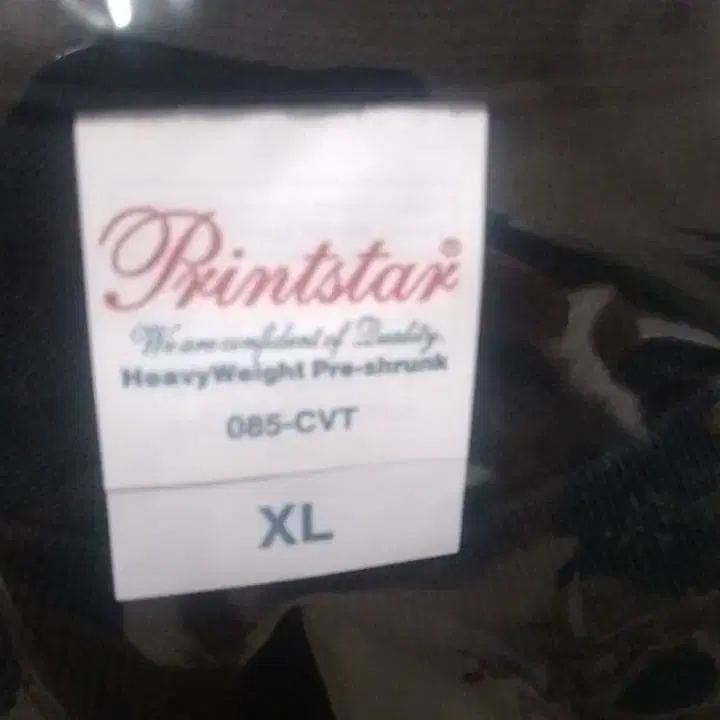 Printstar®
We are confident of Quality.
HeavyWeight Pre-shrunk
085-CVT
XL